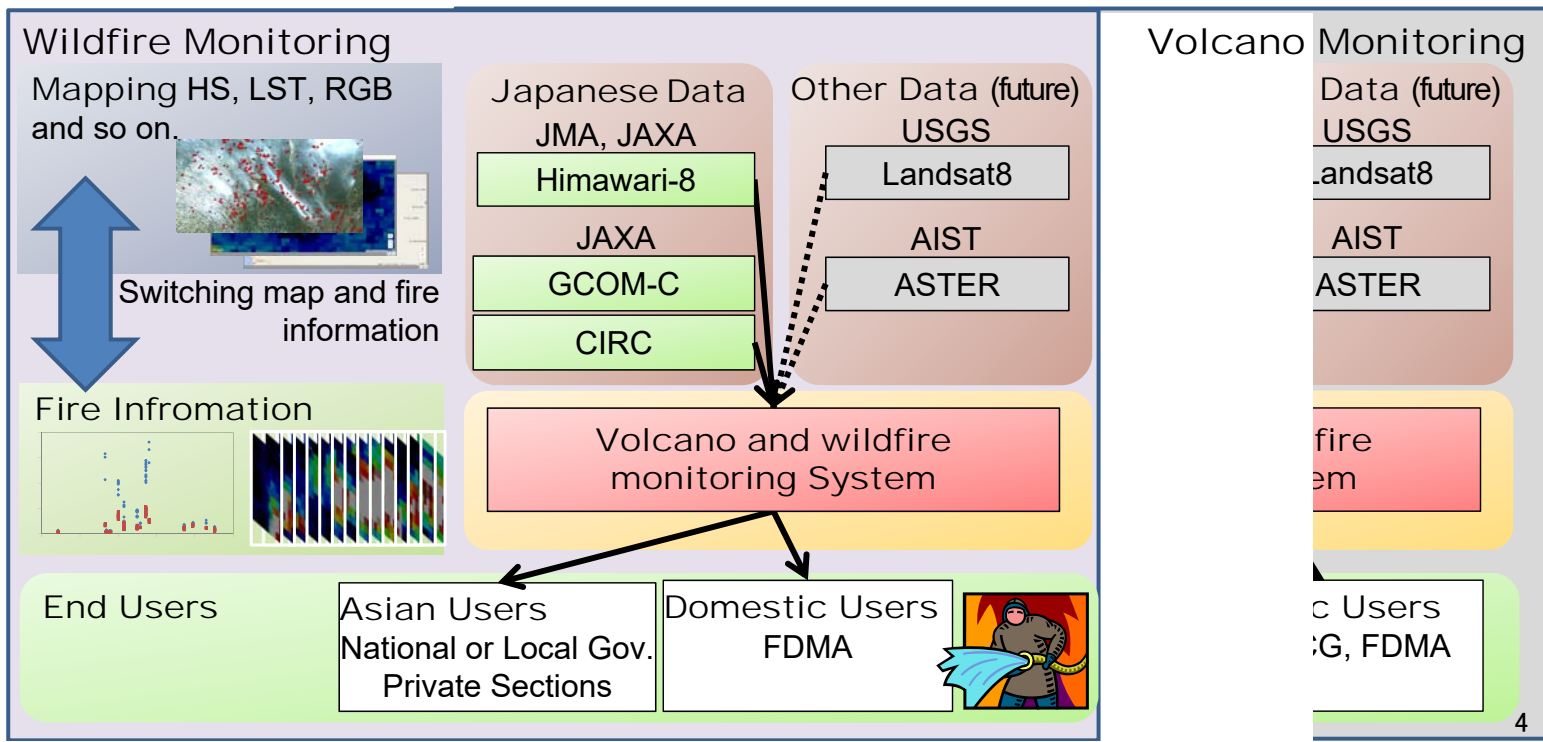 Wildfire Monitoring
Mapping HS, LST, RGB
and so on.
Switching map and fire
information
Fire Infromation
Japanese Data
JMA, JAXA
Himawari-8
JAXA
GCOM-C
CIRC
Other Data (future)
USGS
Landsat8
AIST
ASTER
Volcano and wildfire
monitoring System
End Users
Asian Users
National or Local Gov.
Private Sections
Domestic Users
FDMA
Volcano Monitoring
Data (future)
USGS
Landsat8
AIST
ASTER
fire
em
c Users
CG, FDMA
4